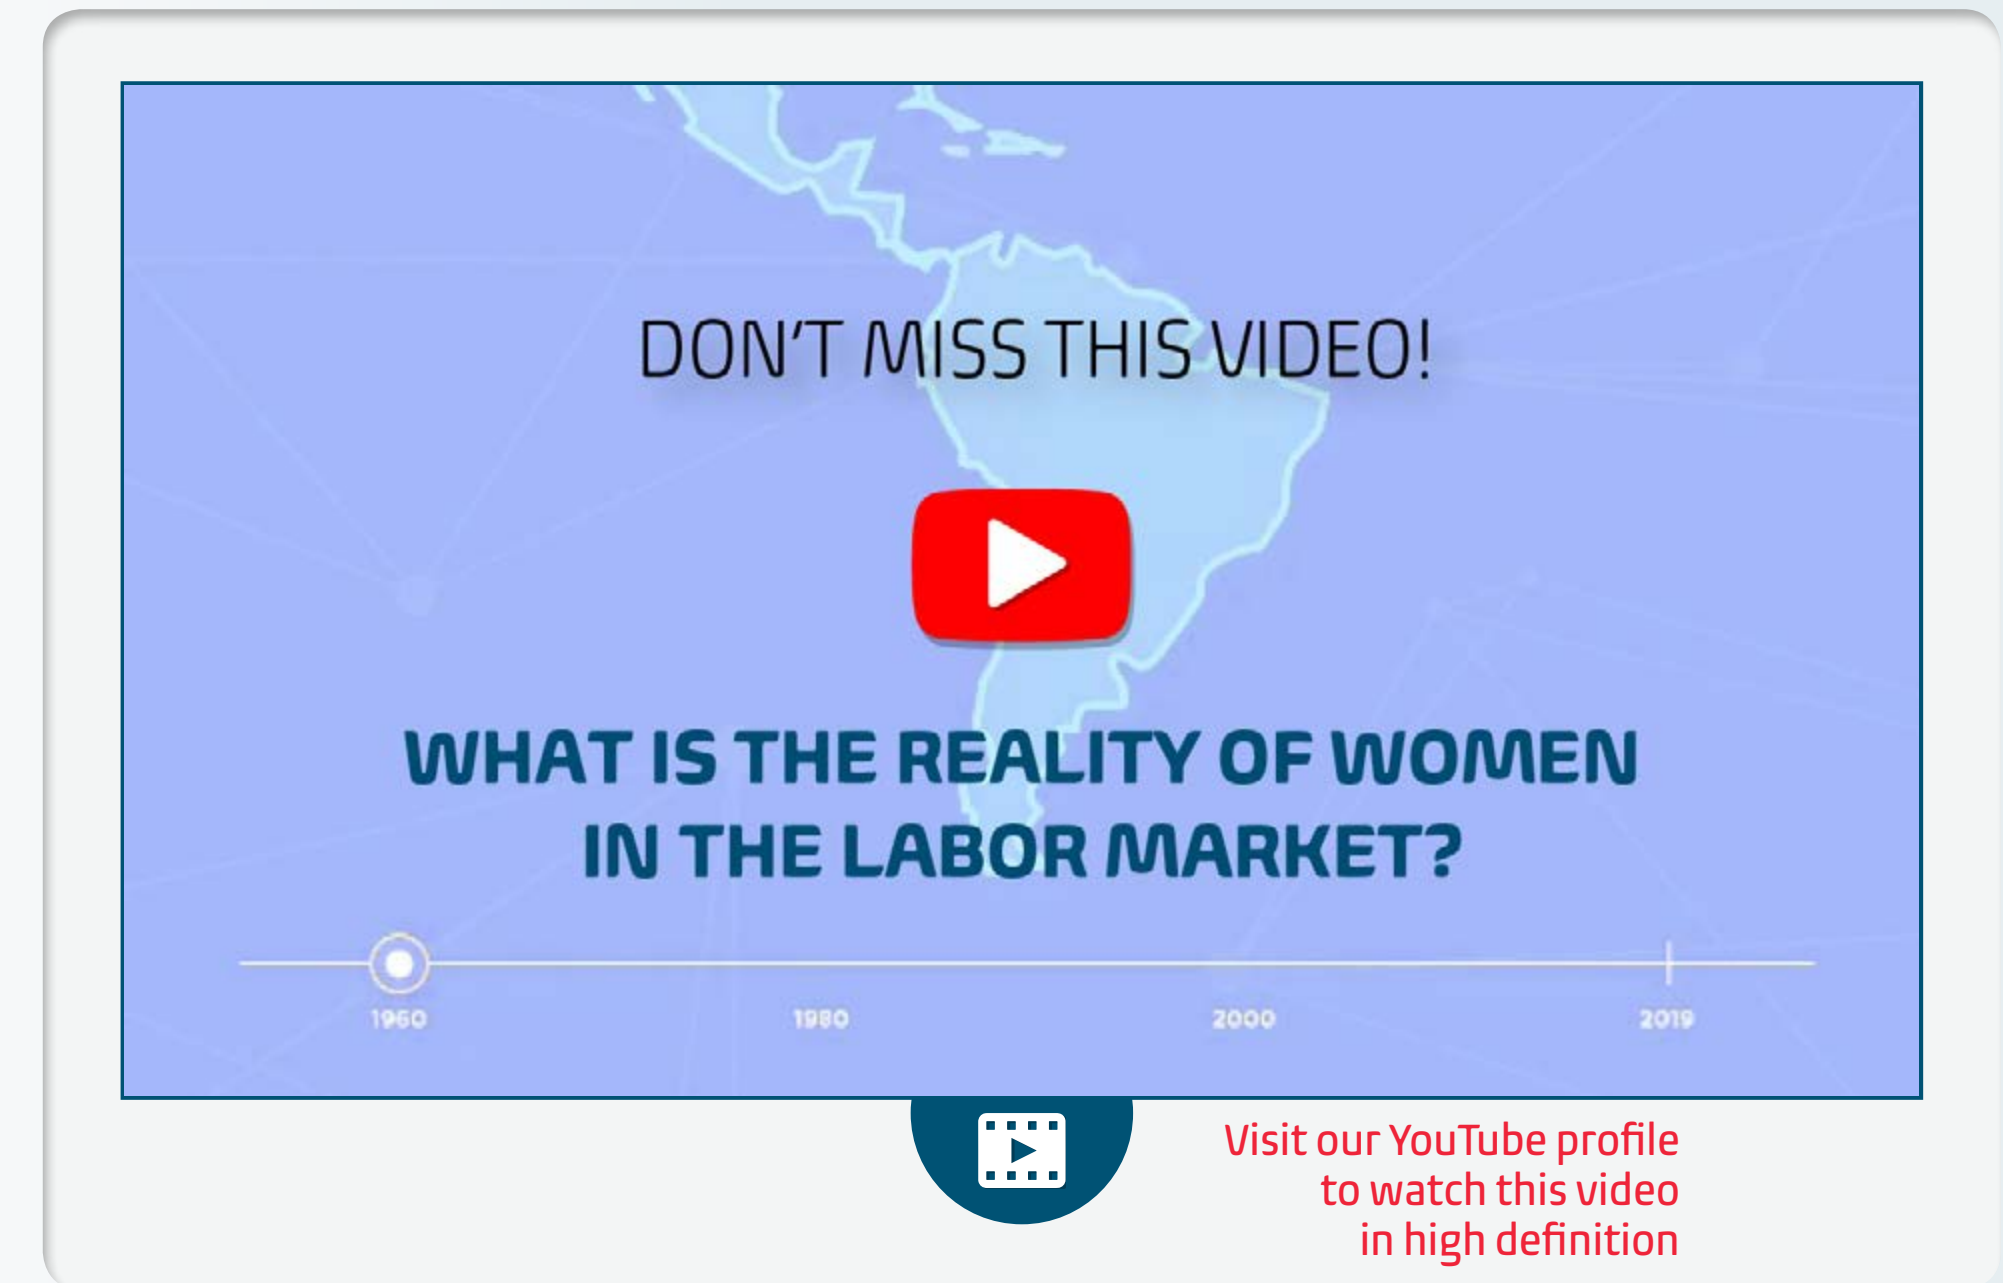 DON'T MISS THIS VIDEO!
WHAT IS THE REALITY OF WOMEN
IN THE LABOR MARKET?
1960 1980 2000 2019
Visit our YouTube profile
to watch this video
in high definition